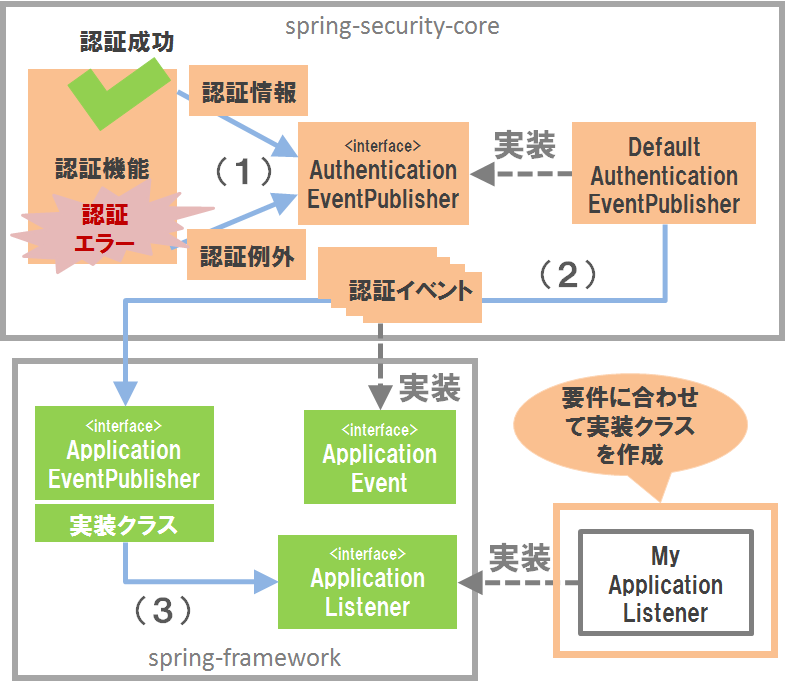 spring-security-core
認証成功
認証情報
認証機能
(1)
<interface>
Authentication
EventPublisher
実装
Default
Authentication
EventPublisher
認証
エラー
認証例外
認証イベント
(2)
実装
<interface>
Application
EventPublisher
実装クラス
<interface>
Application
Event
要件に合わせ
て実装クラス
を作成
<interface>
Application
Listener
実装
My
Application
Listener
(3)
spring-framework